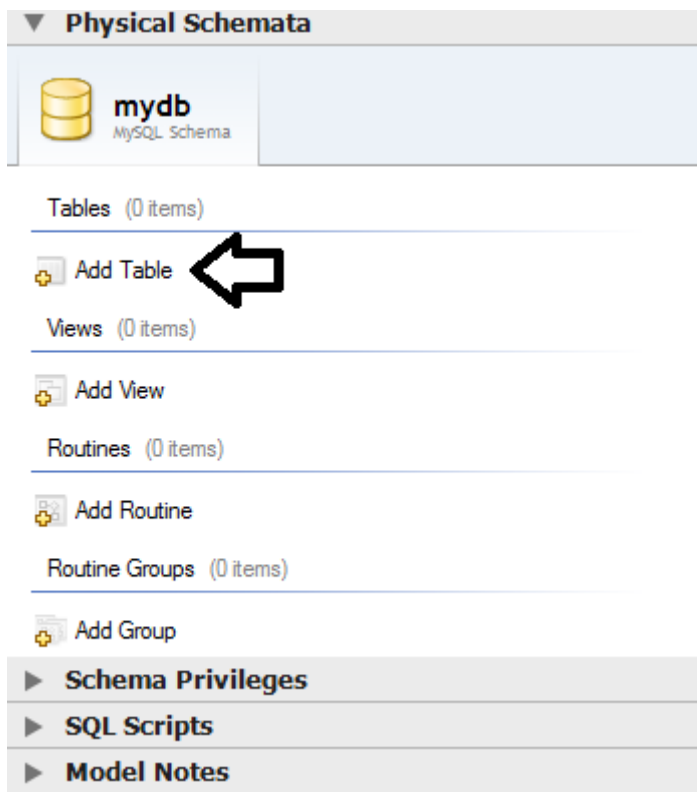 Physical Schemata
mydb
MySQL Schema
Tables (0 items)
Add Table
Views (0 items)
Add View
Routines (0 items)
Add Routine
Routine Groups (0 items)
Add Group
Schema Privileges
SQL Scripts
Model Notes